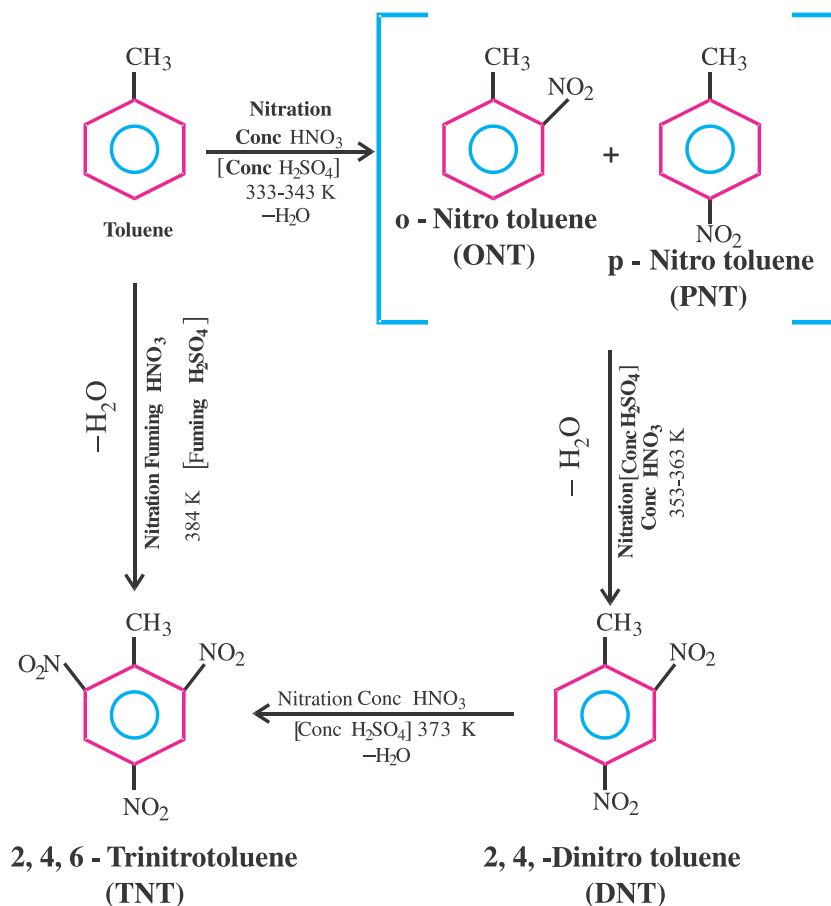 CH₃
Toluene
Nitration
Conc HNO₃
[Conc H₂SO₄]
333-343 K
–H₂O
CH₃
NO₂
o - Nitro toluene
(ONT)
+
CH₃
NO₂
p - Nitro toluene
(PNT)
–H₂O
Nitration Fuming HNO₃
[Fuming H₂SO₄]
384 K
– H₂O
Nitration[ConcH₂SO₄]
Conc HNO₃
353-363 K
CH₃
O₂N
NO₂
NO₂
2, 4, 6 - Trinitrotoluene
(TNT)
Nitration Conc HNO₃
[Conc H₂SO₄] 373 K
–H₂O
CH₃
NO₂
NO₂
2, 4, -Dinitro toluene
(DNT)